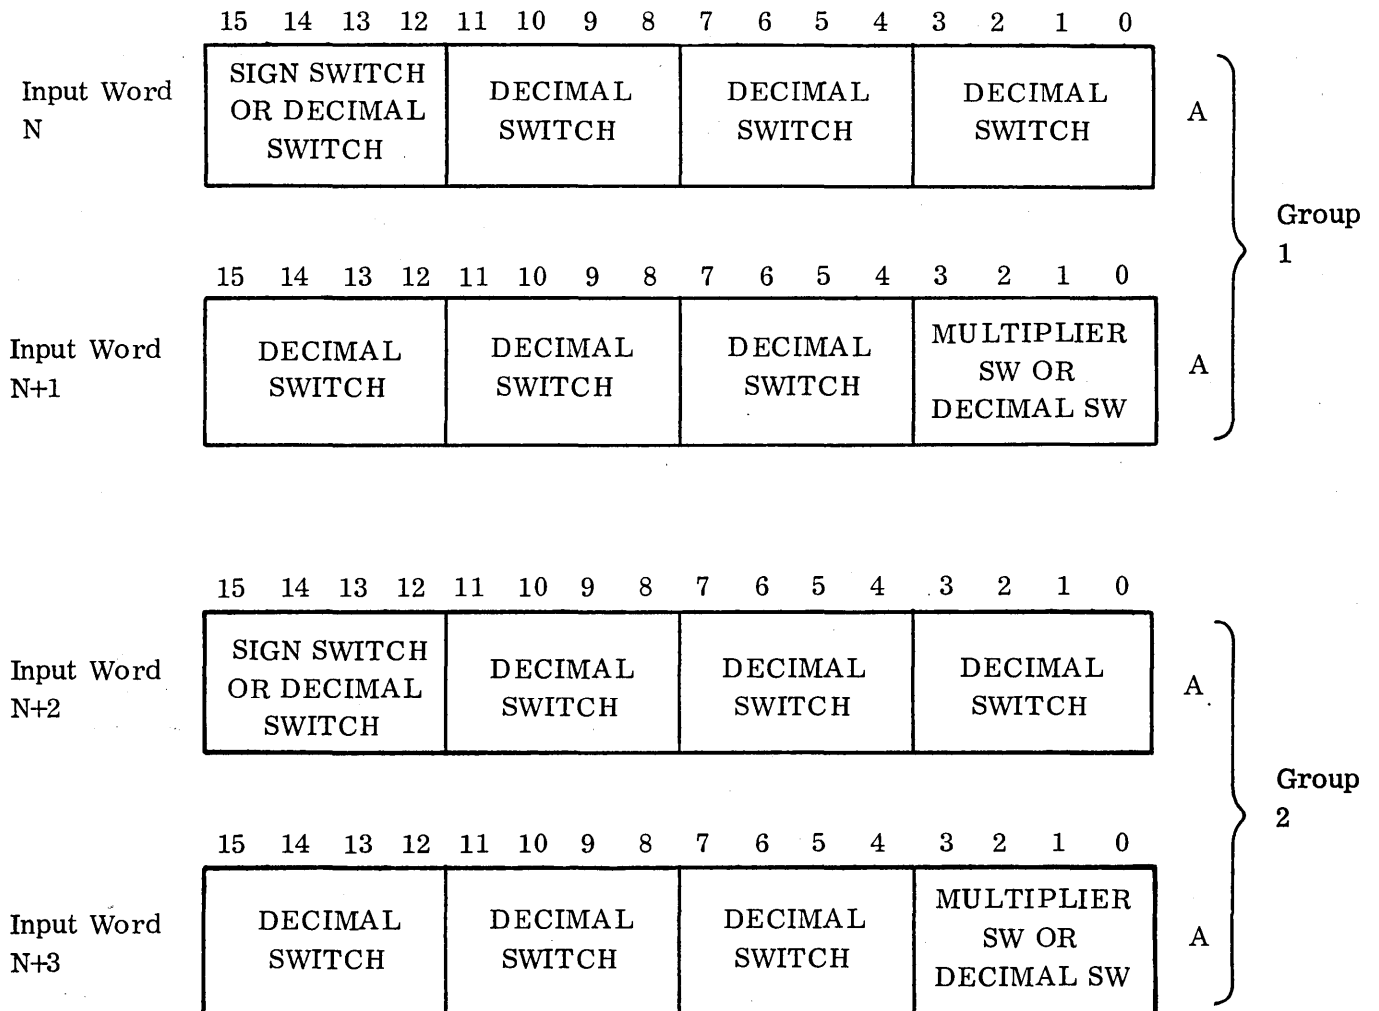 15 14 13 12 11 10 9 8 7 6 5 4 3 2 1 0
Input Word
N
SIGN SWITCH
OR DECIMAL
SWITCH
DECIMAL
SWITCH
DECIMAL
SWITCH
DECIMAL
SWITCH
A
Group
1
15 14 13 12 11 10 9 8 7 6 5 4 3 2 1 0
Input Word
N+1
DECIMAL
SWITCH
DECIMAL
SWITCH
DECIMAL
SWITCH
MULTIPLIER
SW OR
DECIMAL SW
A
15 14 13 12 11 10 9 8 7 6 5 4 3 2 1 0
Input Word
N+2
SIGN SWITCH
OR DECIMAL
SWITCH
DECIMAL
SWITCH
DECIMAL
SWITCH
DECIMAL
SWITCH
A
Group
2
15 14 13 12 11 10 9 8 7 6 5 4 3 2 1 0
Input Word
N+3
DECIMAL
SWITCH
DECIMAL
SWITCH
DECIMAL
SWITCH
MULTIPLIER
SW OR
DECIMAL SW
A